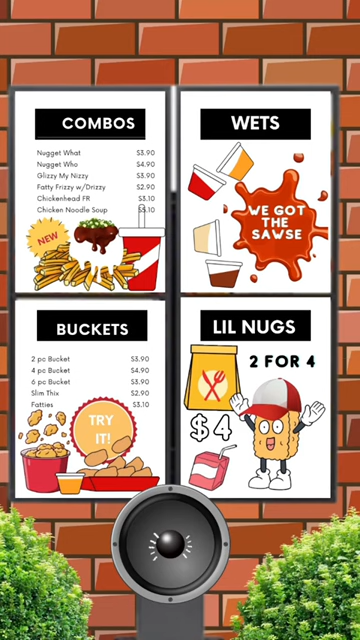 COMBOS
Nugget What $3.90
Nugget Who $4.90
Glizzy My Nizzy $3.90
Fatty Frizzy w/Drizzy $2.90
Chickenhead FR $3.10
Chicken Noodle Soup $3.10
NEW
WETS
WE GOT
THE
SAWSE
BUCKETS
2 pc Bucket $3.90
4 pc Bucket $4.90
6 pc Bucket $3.90
Slim Thix $2.90
Fatties $3.10
TRY
IT!
LIL NUGS
2 FOR 4
$4